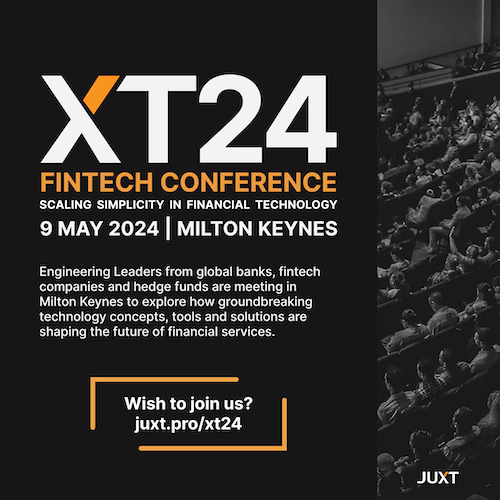 XT24
FINTECH CONFERENCE
SCALING SIMPLICITY IN FINANCIAL TECHNOLOGY
9 MAY 2024 | MILTON KEYNES
Engineering Leaders from global banks, fintech
companies and hedge funds are meeting in
Milton Keynes to explore how groundbreaking
technology concepts, tools and solutions are
shaping the future of financial services.
Wish to join us?
juxt.pro/xt24
JUXT